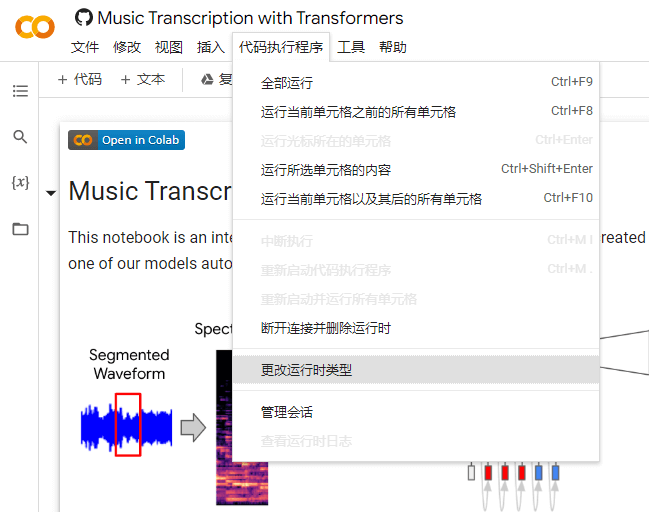 Music Transcription with Transformers
文件 修改 视图 插入 代码执行程序 工具 帮助
+ 代码 + 文本
全部运行 Ctrl+F9
运行当前单元格之前的所有单元格 Ctrl+F8
运行光标所在的单元格 Ctrl+Enter
运行所选单元格的内容 Ctrl+Shift+Enter
运行当前单元格以及其后的所有单元格 Ctrl+F10
中断执行 Ctrl+M I
重新启动代码执行程序 Ctrl+M .
重新启动并运行所有单元格
断开连接并删除运行时
更改运行时类型
管理会话
查看运行时日志
Open in Colab
{x}
Music Transcr
This notebook is an inte reated
one of our models auto
Spect
Segmented
Waveform